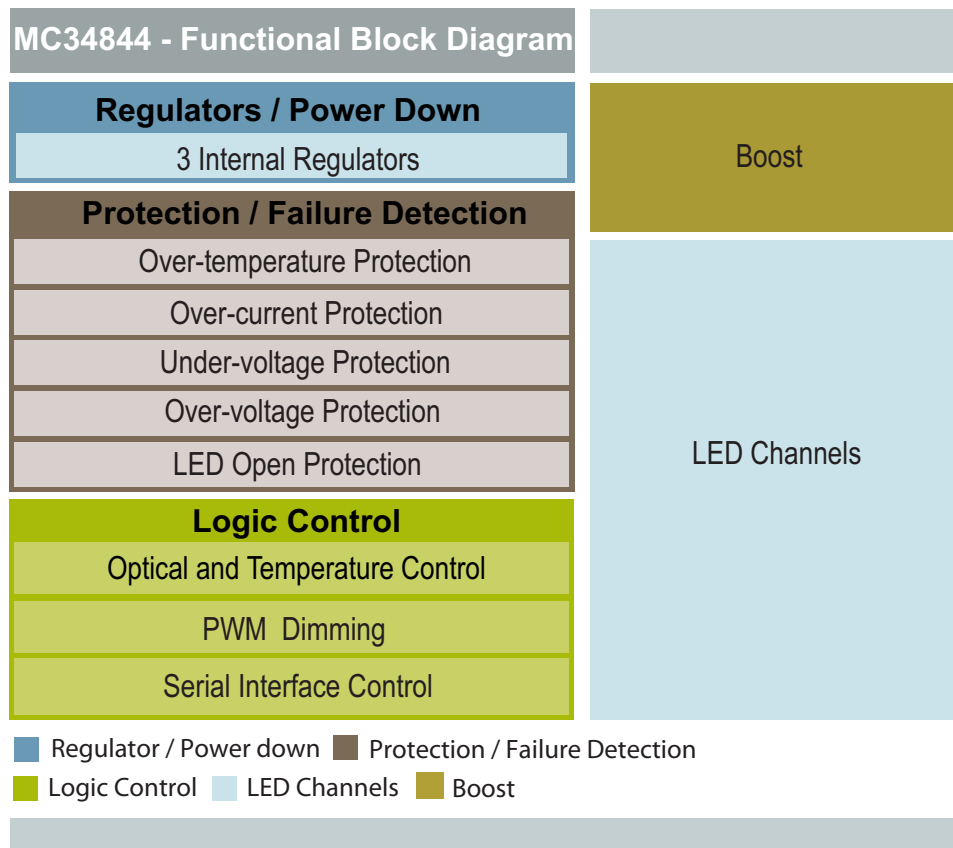 MC34844 - Functional Block Diagram
Regulators / Power Down
3 Internal Regulators
Protection / Failure Detection
Over-temperature Protection
Over-current Protection
Under-voltage Protection
Over-voltage Protection
LED Open Protection
Logic Control
Optical and Temperature Control
PWM Dimming
Serial Interface Control
Boost
LED Channels
Regulator / Power down
Protection / Failure Detection
Logic Control
LED Channels
Boost